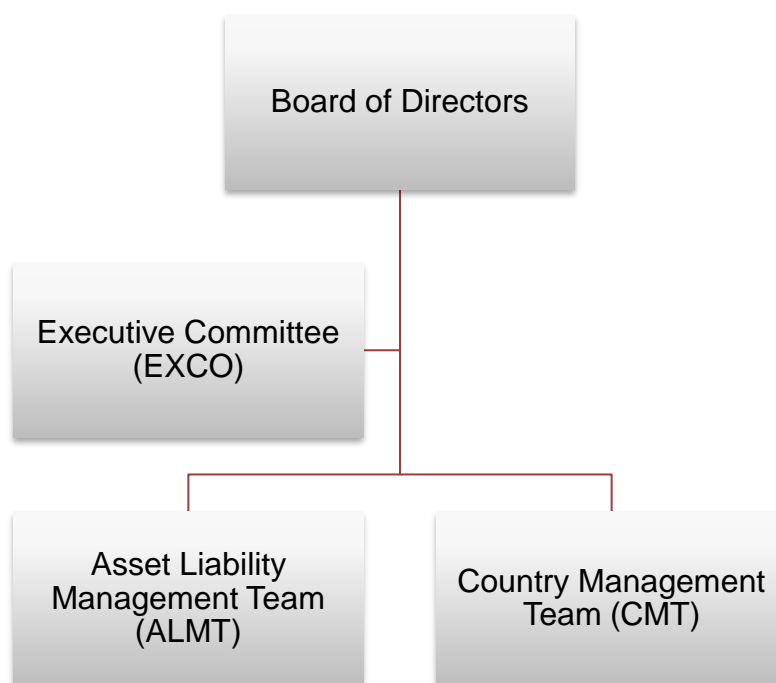 Board of Directors
Executive Committee
(EXCO)
Asset Liability
Management Team
(ALMT)
Country Management
Team (CMT)